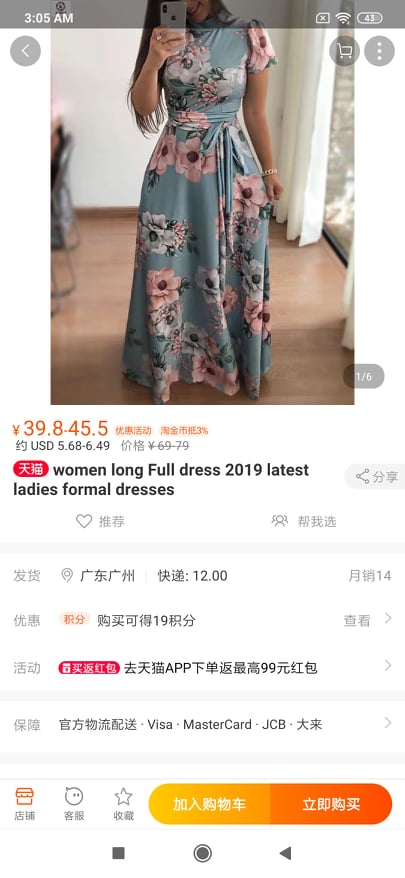 3:05 AM
43
1/6
¥39.8-45.5 优惠活动 淘金币抵3%
约 USD 5.68-6.49 价格 ¥ 69-79
天猫 women long Full dress 2019 latest
ladies formal dresses
分享
推荐
帮我选
发货 广东广州 快递: 12.00 月销14
优惠 积分 购买可得19积分 查看
活动 买返红包 去天猫APP下单返最高99元红包
保障 官方物流配送 · Visa · MasterCard · JCB · 大来
店铺 客服 收藏 加入购物车 立即购买